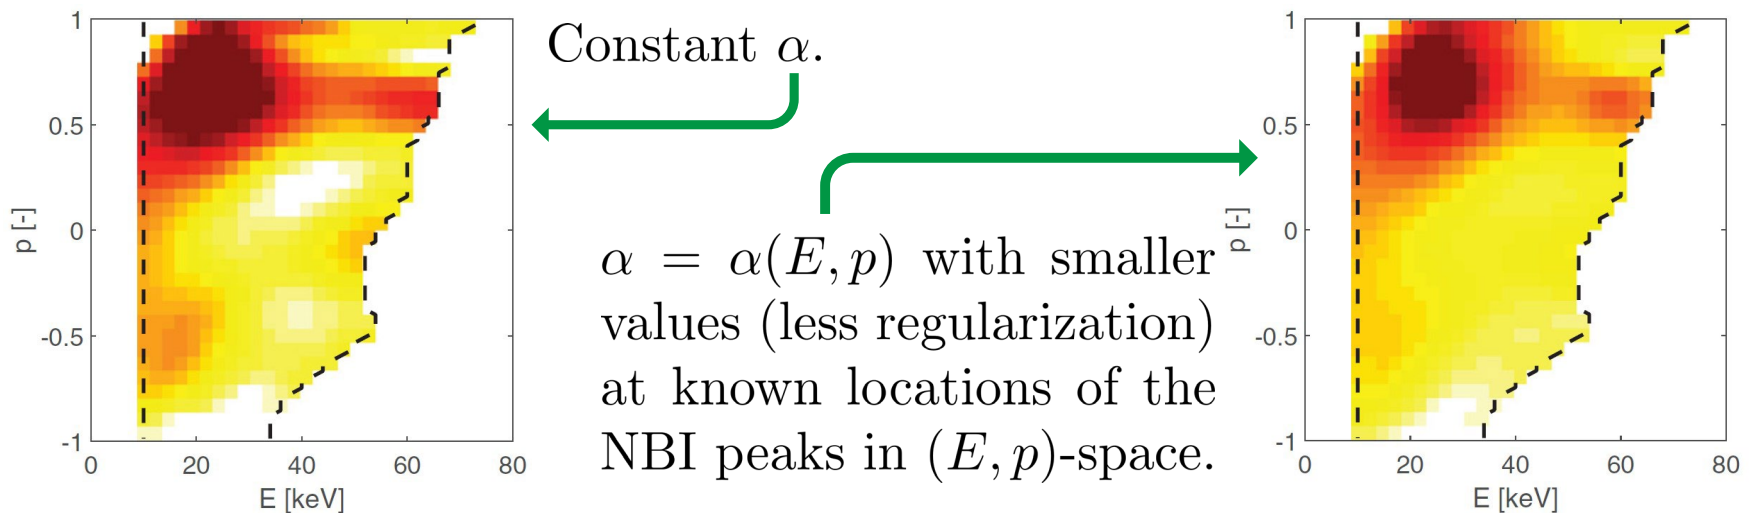 1
0.5
0
-0.5
-1
p [-]
0 20 40 60 80
E [keV]
Constant α.
α = α(E, p) with smaller
values (less regularization)
at known locations of the
NBI peaks in (E, p)-space.
1
0.5
0
-0.5
-1
p [-]
0 20 40 60 80
E [keV]